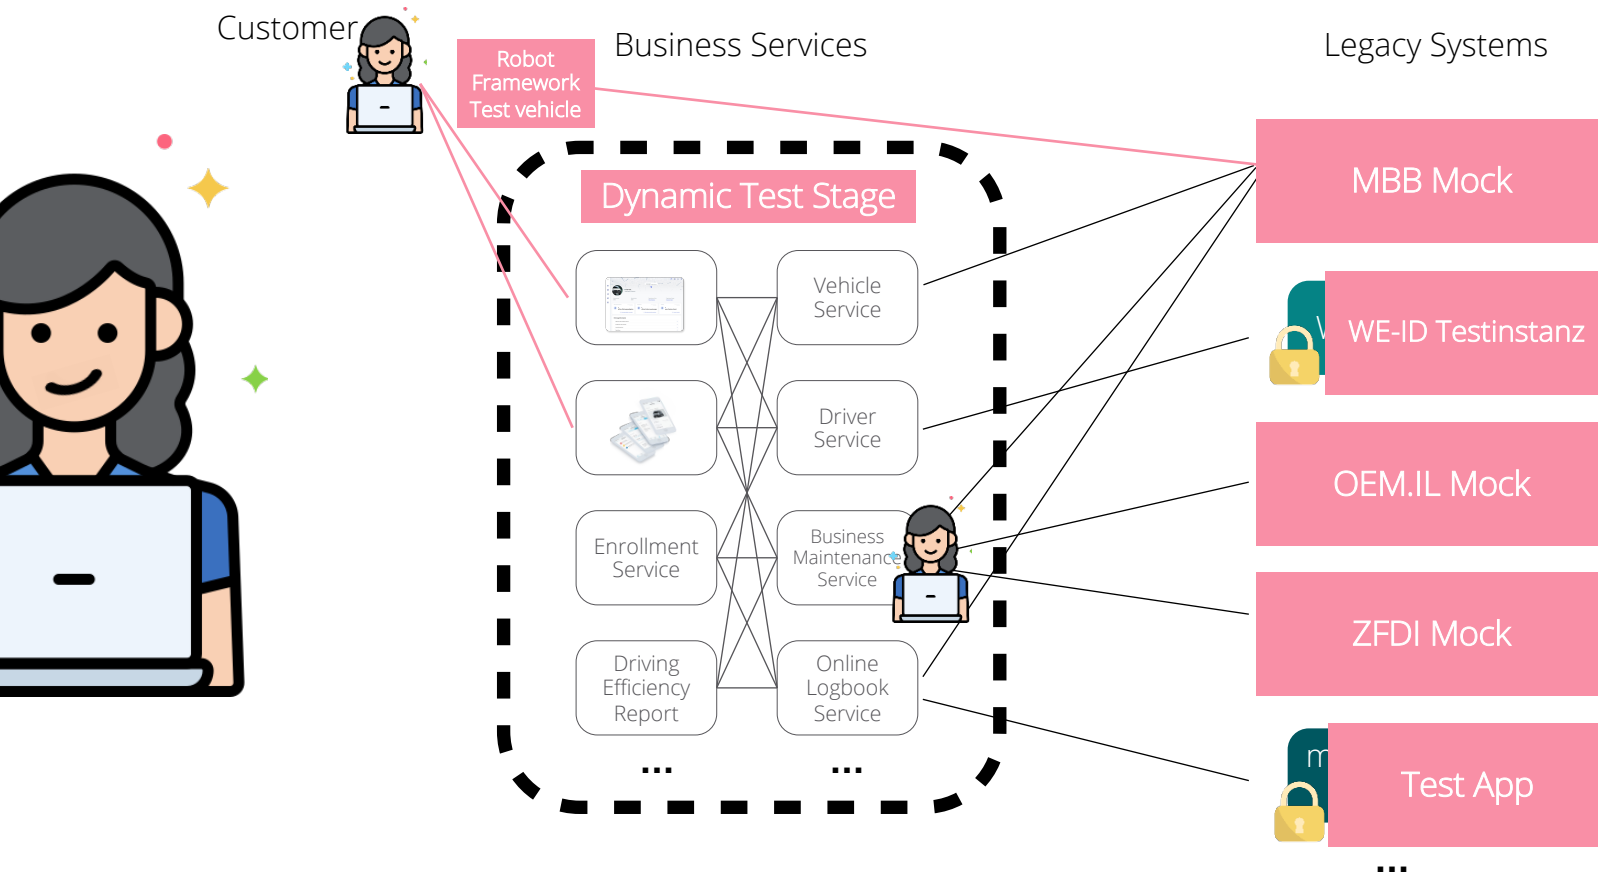 Customer
Business Services
Legacy Systems
Robot
Framework
Test vehicle
Dynamic Test Stage
Vehicle
Service
Driver
Service
Enrollment
Service
Business
Maintenance
Service
Driving
Efficiency
Report
Online
Logbook
Service
...
...
MBB Mock
WE-ID Testinstanz
OEM.IL Mock
ZFDI Mock
Test App
...